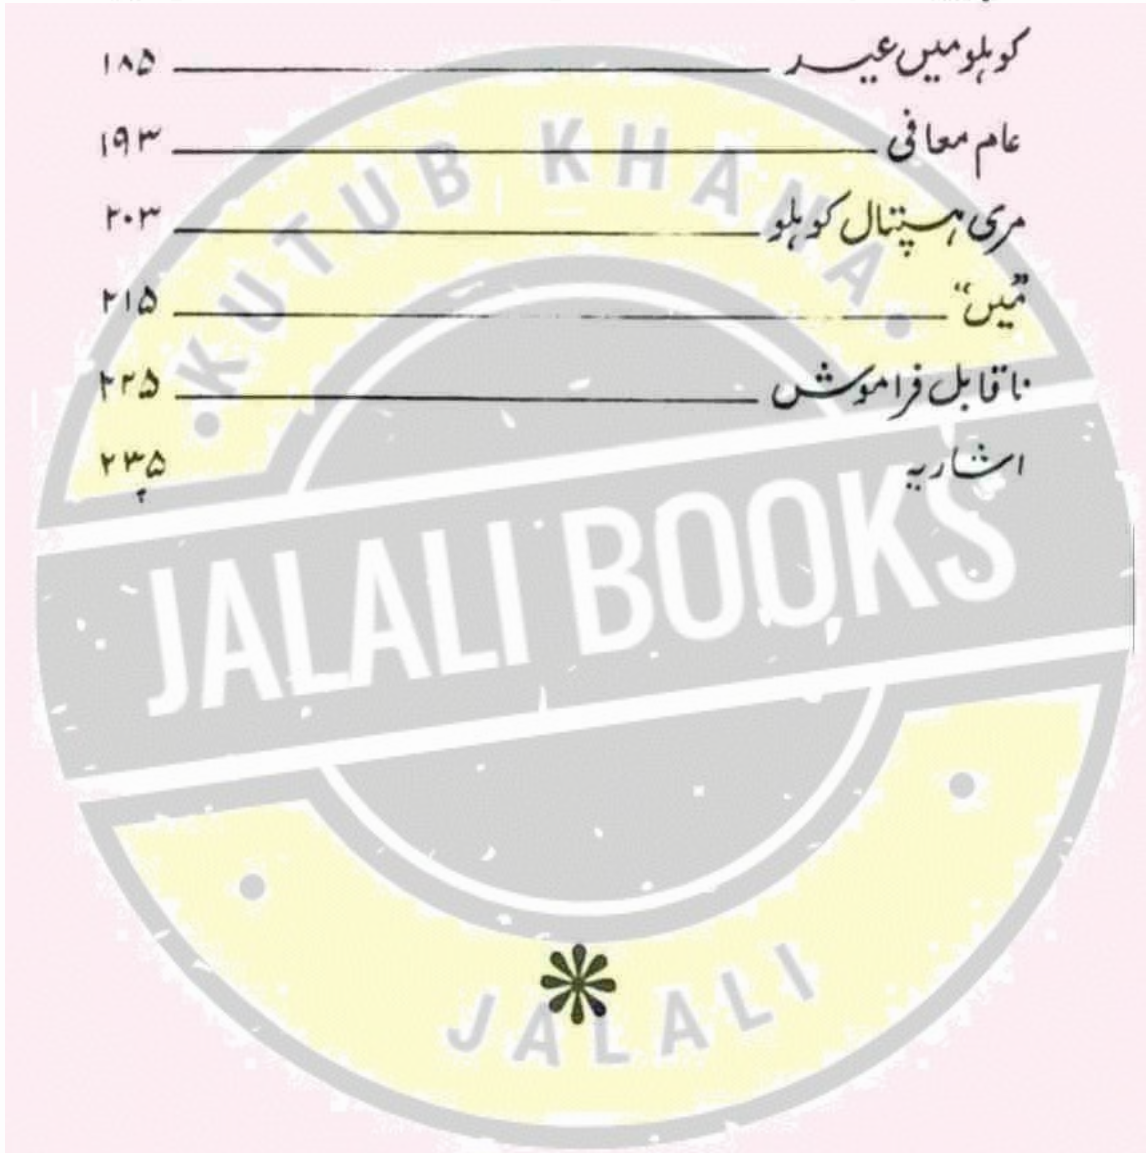 کوہلو میں عید ۱۸۵
عام معافی ۱۹۳
مری ہسپتال کوہلو ۲۰۳
”میں“ ۲۱۵
ناقابل فراموش ۲۲۵
اشاریہ ۲۳۵
KUTUB KHANA
JALALI BOOKS
JALALI